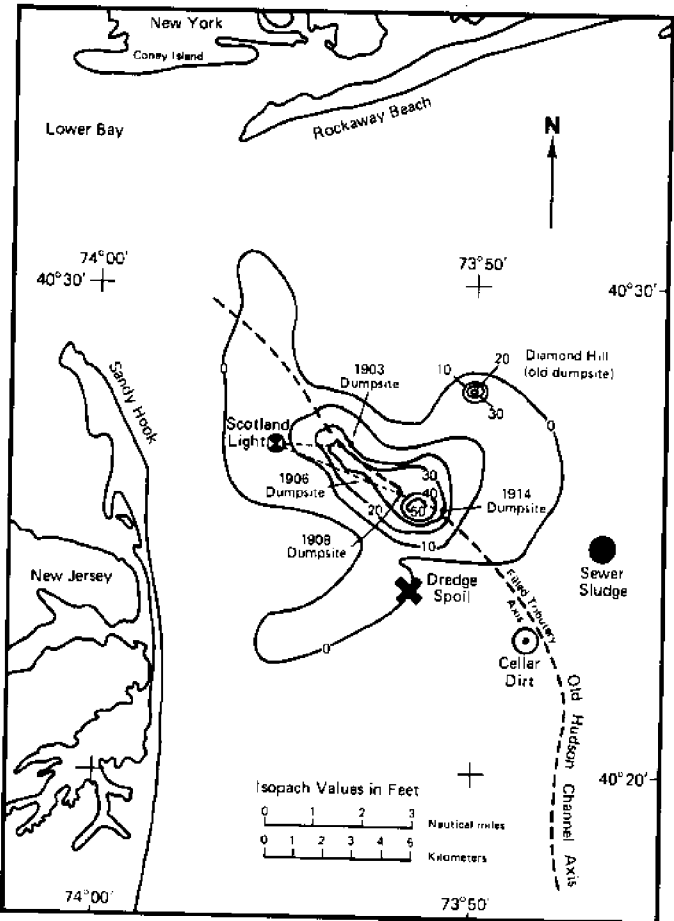 New York
Coney Island
Lower Bay
Rockaway Beach
N
74°00'
40°30'
73°50'
40°30'
Sandy Hook
0
1903
Dumpsite
10
20
30
Diamond Hill
(old dumpsite)
0
Scotland
Light
1906
Dumpsite
30
40
50
20
1914
Dumpsite
1908
Dumpsite
10
New Jersey
Dredge
Spoil
Sewer
Sludge
Filled Tributary
Axis
0
Cellar
Dirt
Old Hudson Channel Axis
40°20'
Isopach Values in Feet
0 1 2 3
Nautical miles
0 1 2 3 4 5
Kilometers
74°00'
73°50'